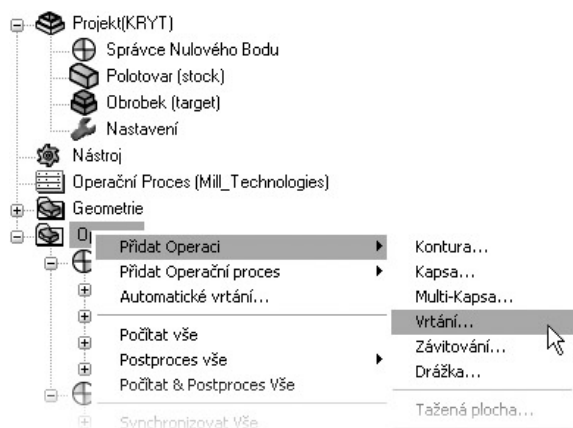 Projekt(KRYT)
Správce Nulového Bodu
Polotovar (stock)
Obrobek (target)
Nastavení
Nástroj
Operační Proces (Mill_Technologies)
Geometrie
Přidat Operaci
Přidat Operační proces
Automatické vrtání...
Počítat vše
Postproces vše
Počítat & Postproces Vše
Synchronizovat Vše...
Kontura...
Kapsa...
Multi-Kapsa...
Vrtání...
Závitování...
Drážka...
Tažená plocha...